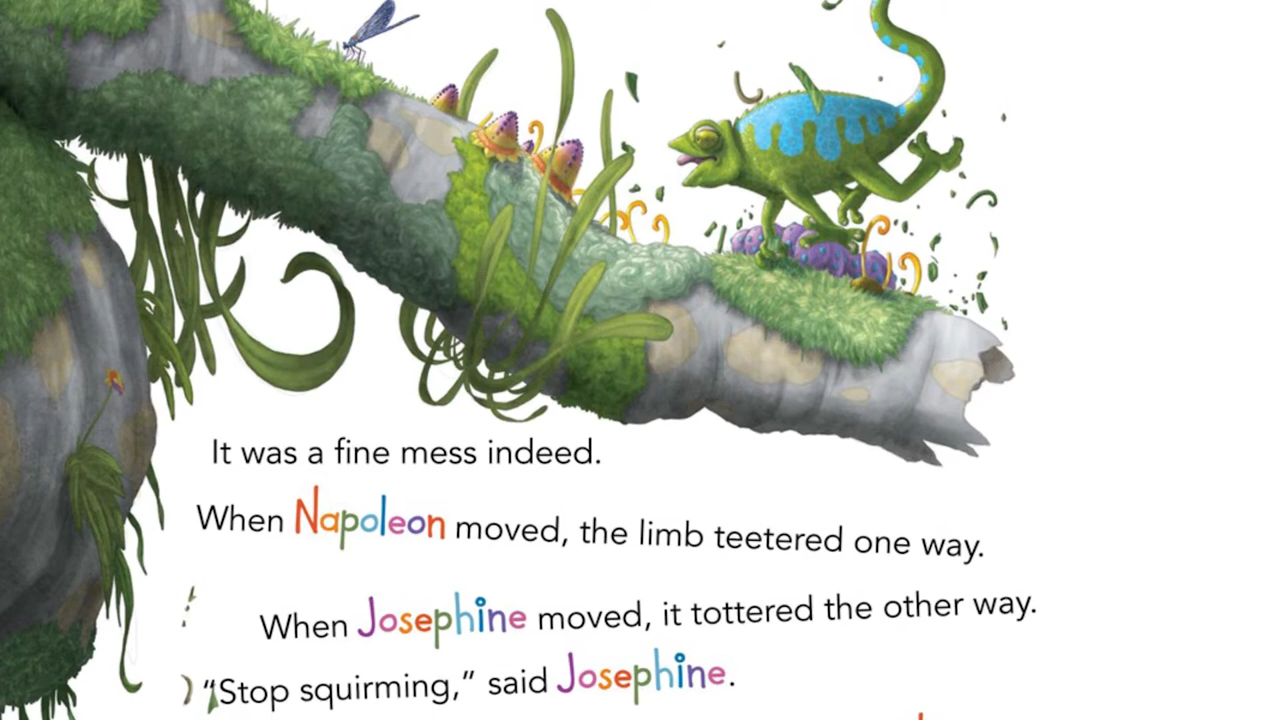 It was a fine mess indeed.
When Napoleon moved, the limb teetered one way.
When Josephine moved, it tottered the other way.
“Stop squirming,” said Josephine.